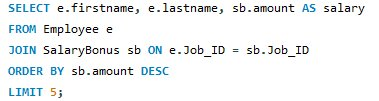 SELECT e.firstname, e.lastname, sb.amount AS salary
FROM Employee e
JOIN SalaryBonus sb ON e.Job_ID = sb.Job_ID
ORDER BY sb.amount DESC
LIMIT 5;